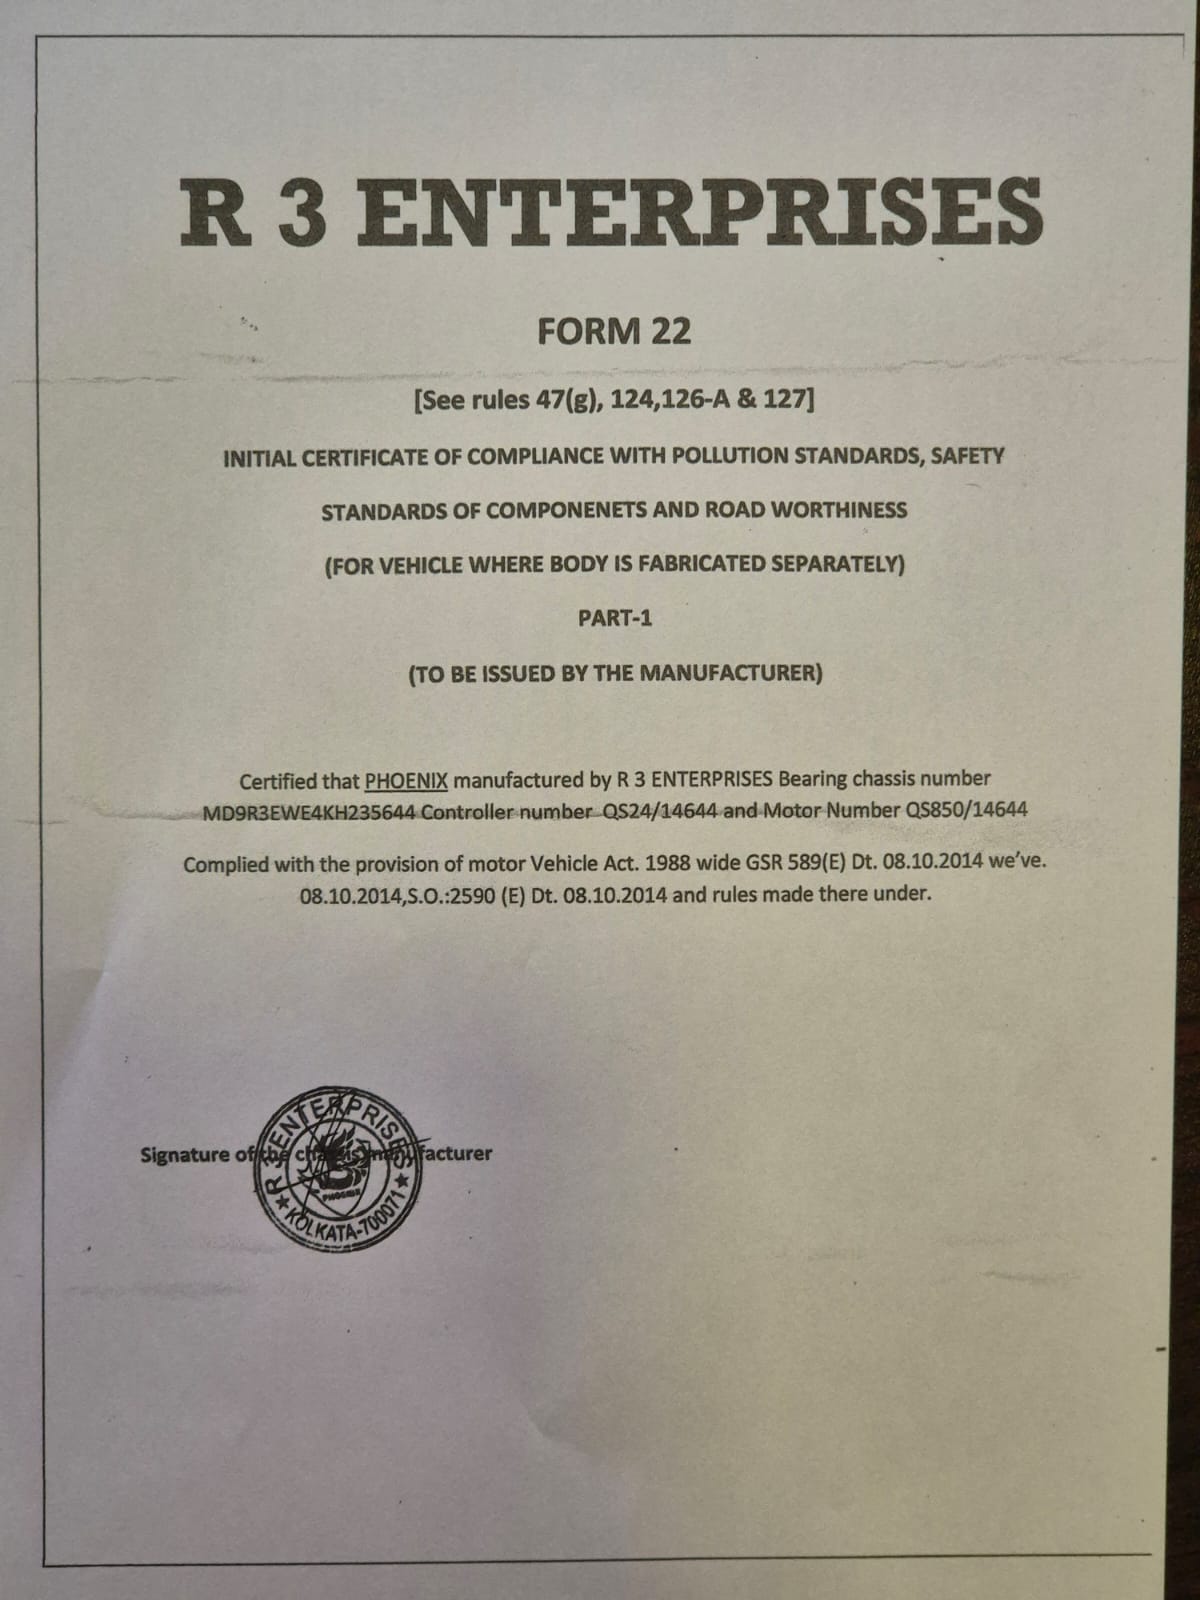 R 3 ENTERPRISES
FORM 22
[See rules 47(g), 124,126-A & 127]
INITIAL CERTIFICATE OF COMPLIANCE WITH POLLUTION STANDARDS, SAFETY
STANDARDS OF COMPONENETS AND ROAD WORTHINESS
(FOR VEHICLE WHERE BODY IS FABRICATED SEPARATELY)
PART-1
(TO BE ISSUED BY THE MANUFACTURER)
Certified that PHOENIX manufactured by R 3 ENTERPRISES Bearing chassis number
MD9R3EWE4KH235644 Controller number QS24/14644 and Motor Number QS850/14644
Complied with the provision of motor Vehicle Act. 1988 wide GSR 589(E) Dt. 08.10.2014 we've.
08.10.2014,S.O.:2590 (E) Dt. 08.10.2014 and rules made there under.
Signature of the chassis manufacturer
R 3 ENTERPRISES
PHOENIX
★ KOLKATA-700071 ★